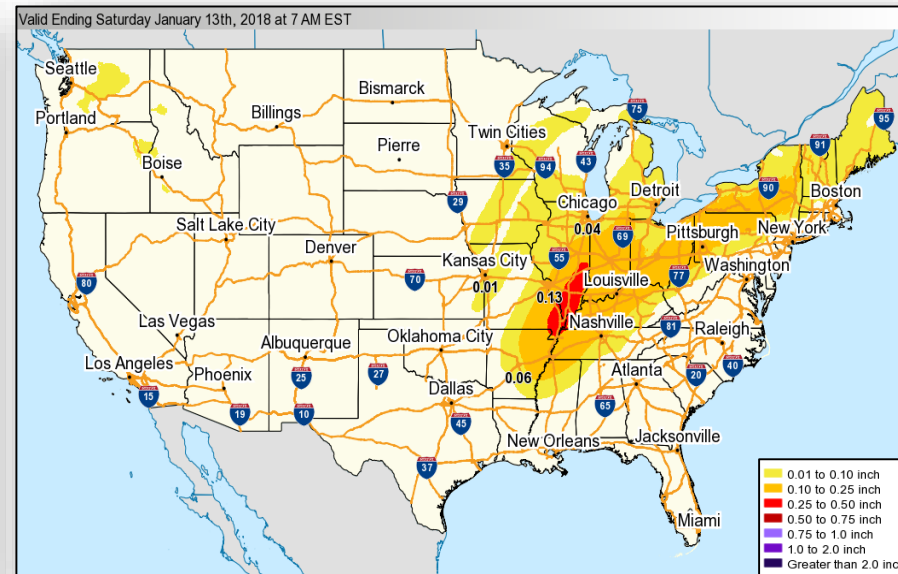 Valid Ending Saturday January 13th, 2018 at 7 AM EST
Seattle
Portland
Billings
Bismarck
Pierre
Boise
Twin Cities
75
95
91
35
94
43
90
29
Chicago
Detroit
Boston
0.04
69
Pittsburgh
New York
Salt Lake City
Denver
Kansas City
55
77
Washington
80
70
0.01
0.13
Louisville
Las Vegas
Albuquerque
Oklahoma City
Nashville
81
Raleigh
Los Angeles
Phoenix
25
27
0.06
Atlanta
20
40
15
19
10
Dallas
45
65
37
New Orleans
Jacksonville
Miami
0.01 to 0.10 inch
0.10 to 0.25 inch
0.25 to 0.50 inch
0.50 to 0.75 inch
0.75 to 1.0 inch
1.0 to 2.0 inch
Greater than 2.0 inc